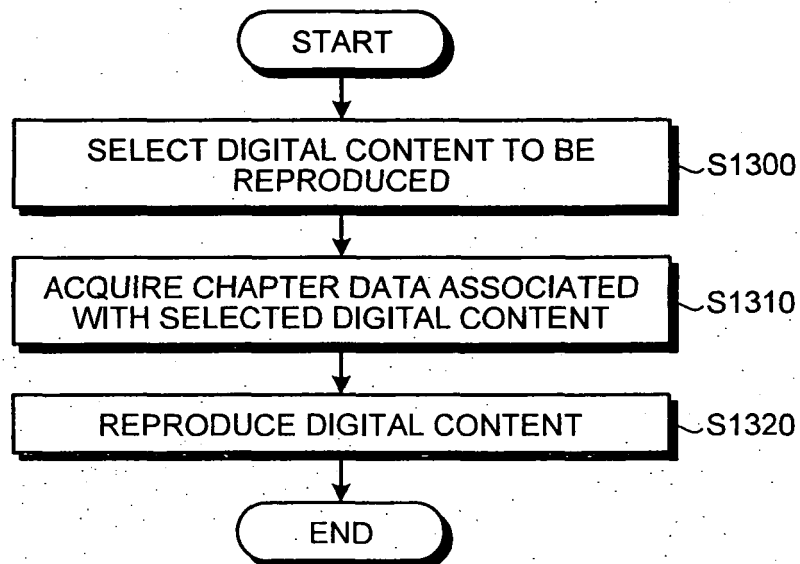 START
SELECT DIGITAL CONTENT TO BE
REPRODUCED
S1300
ACQUIRE CHAPTER DATA ASSOCIATED
WITH SELECTED DIGITAL CONTENT
S1310
REPRODUCE DIGITAL CONTENT
S1320
END